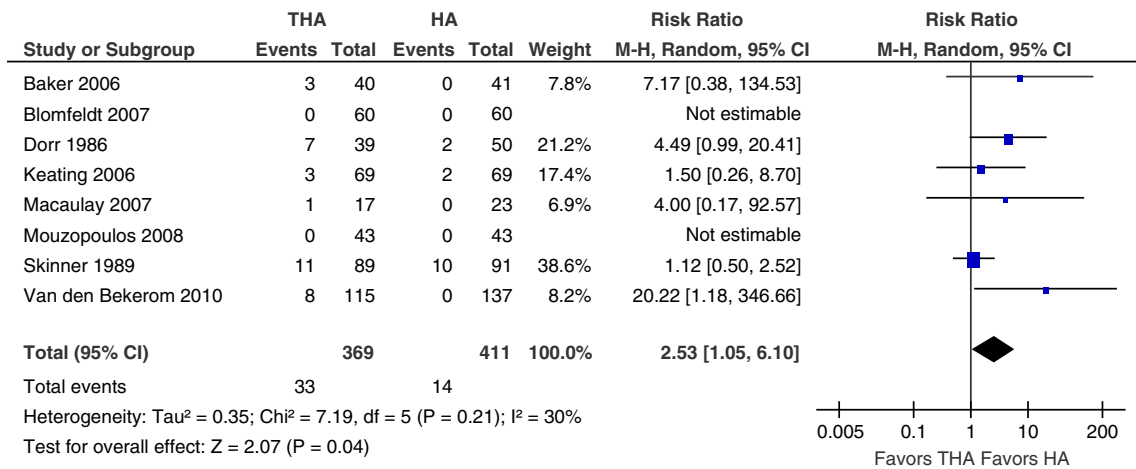 THA HA Risk Ratio Risk Ratio
Study or Subgroup Events Total Events Total Weight M-H, Random, 95% CI M-H, Random, 95% CI
Baker 2006 3 40 0 41 7.8% 7.17 [0.38, 134.53]
Blomfeldt 2007 0 60 0 60 Not estimable
Dorr 1986 7 39 2 50 21.2% 4.49 [0.99, 20.41]
Keating 2006 3 69 2 69 17.4% 1.50 [0.26, 8.70]
Macaulay 2007 1 17 0 23 6.9% 4.00 [0.17, 92.57]
Mouzopoulos 2008 0 43 0 43 Not estimable
Skinner 1989 11 89 10 91 38.6% 1.12 [0.50, 2.52]
Van den Bekerom 2010 8 115 0 137 8.2% 20.22 [1.18, 346.66]
Total (95% CI) 369 411 100.0% 2.53 [1.05, 6.10]
Total events 33 14
Heterogeneity: Tau² = 0.35; Chi² = 7.19, df = 5 (P = 0.21); I² = 30%
Test for overall effect: Z = 2.07 (P = 0.04)
0.005 0.1 1 10 200
Favors THA Favors HA